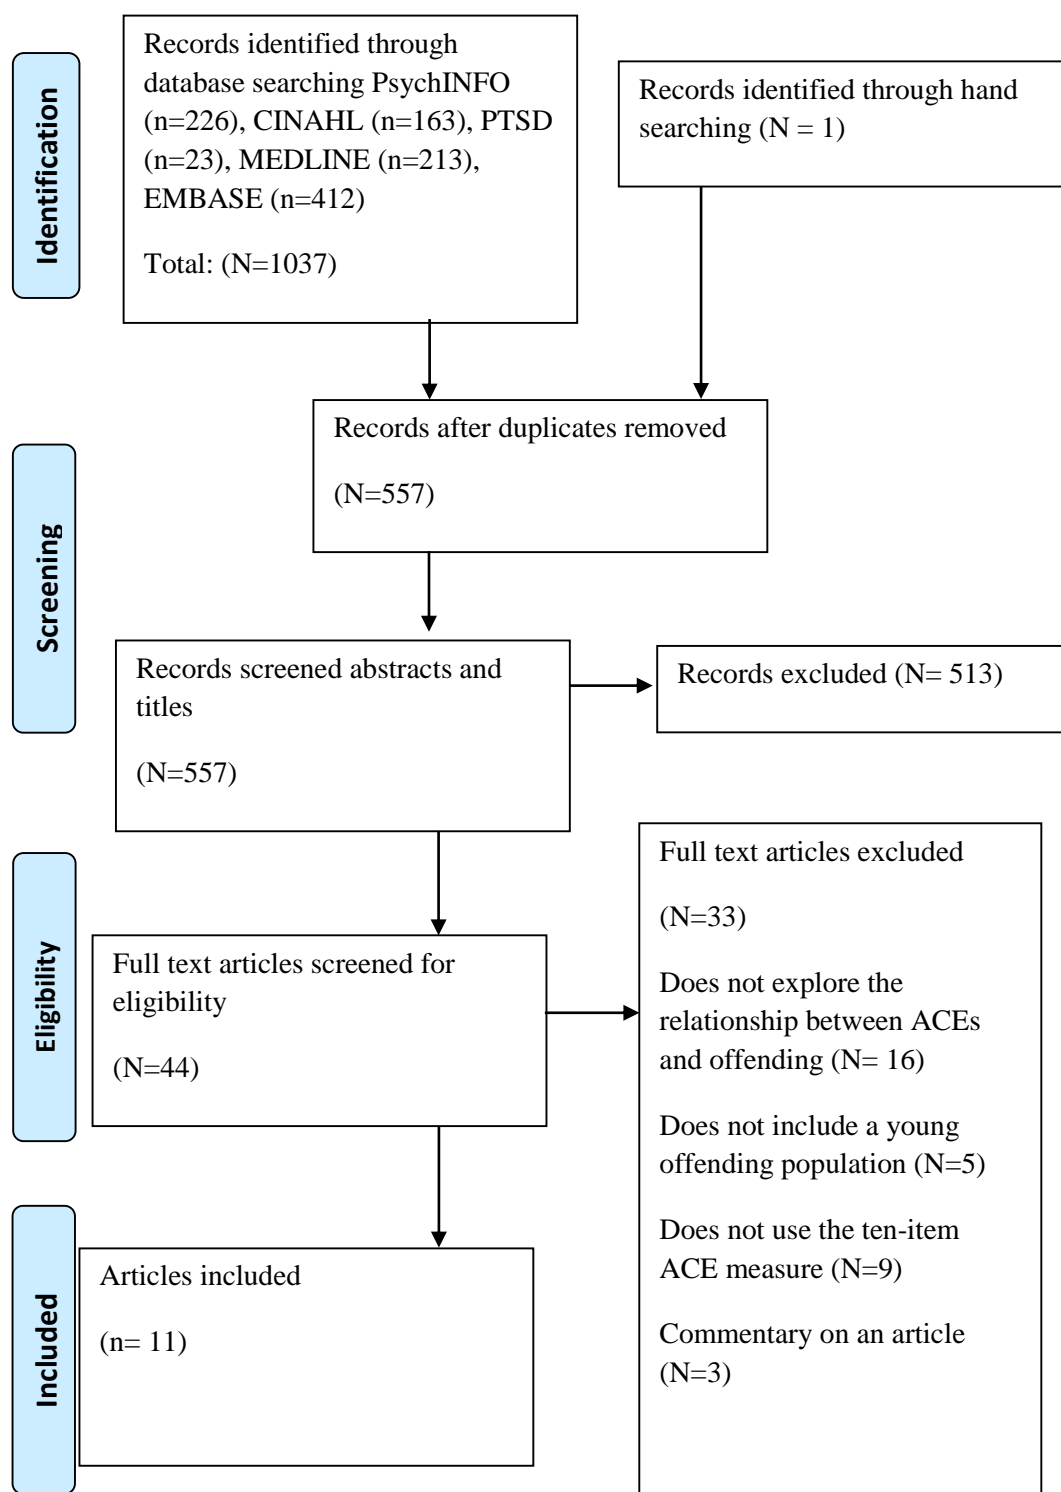 Identification
Records identified through
database searching PsychINFO
(n=226), CINAHL (n=163), PTSD
(n=23), MEDLINE (n=213),
EMBASE (n=412)
Total: (N=1037)
Records identified through hand
searching (N = 1)
Screening
Records after duplicates removed
(N=557)
Records screened abstracts and
titles
(N=557)
Records excluded (N= 513)
Eligibility
Full text articles screened for
eligibility
(N=44)
Full text articles excluded
(N=33)
Does not explore the
relationship between ACEs
and offending (N= 16)
Does not include a young
offending population (N=5)
Does not use the ten-item
ACE measure (N=9)
Commentary on an article
(N=3)
Included
Articles included
(n= 11)